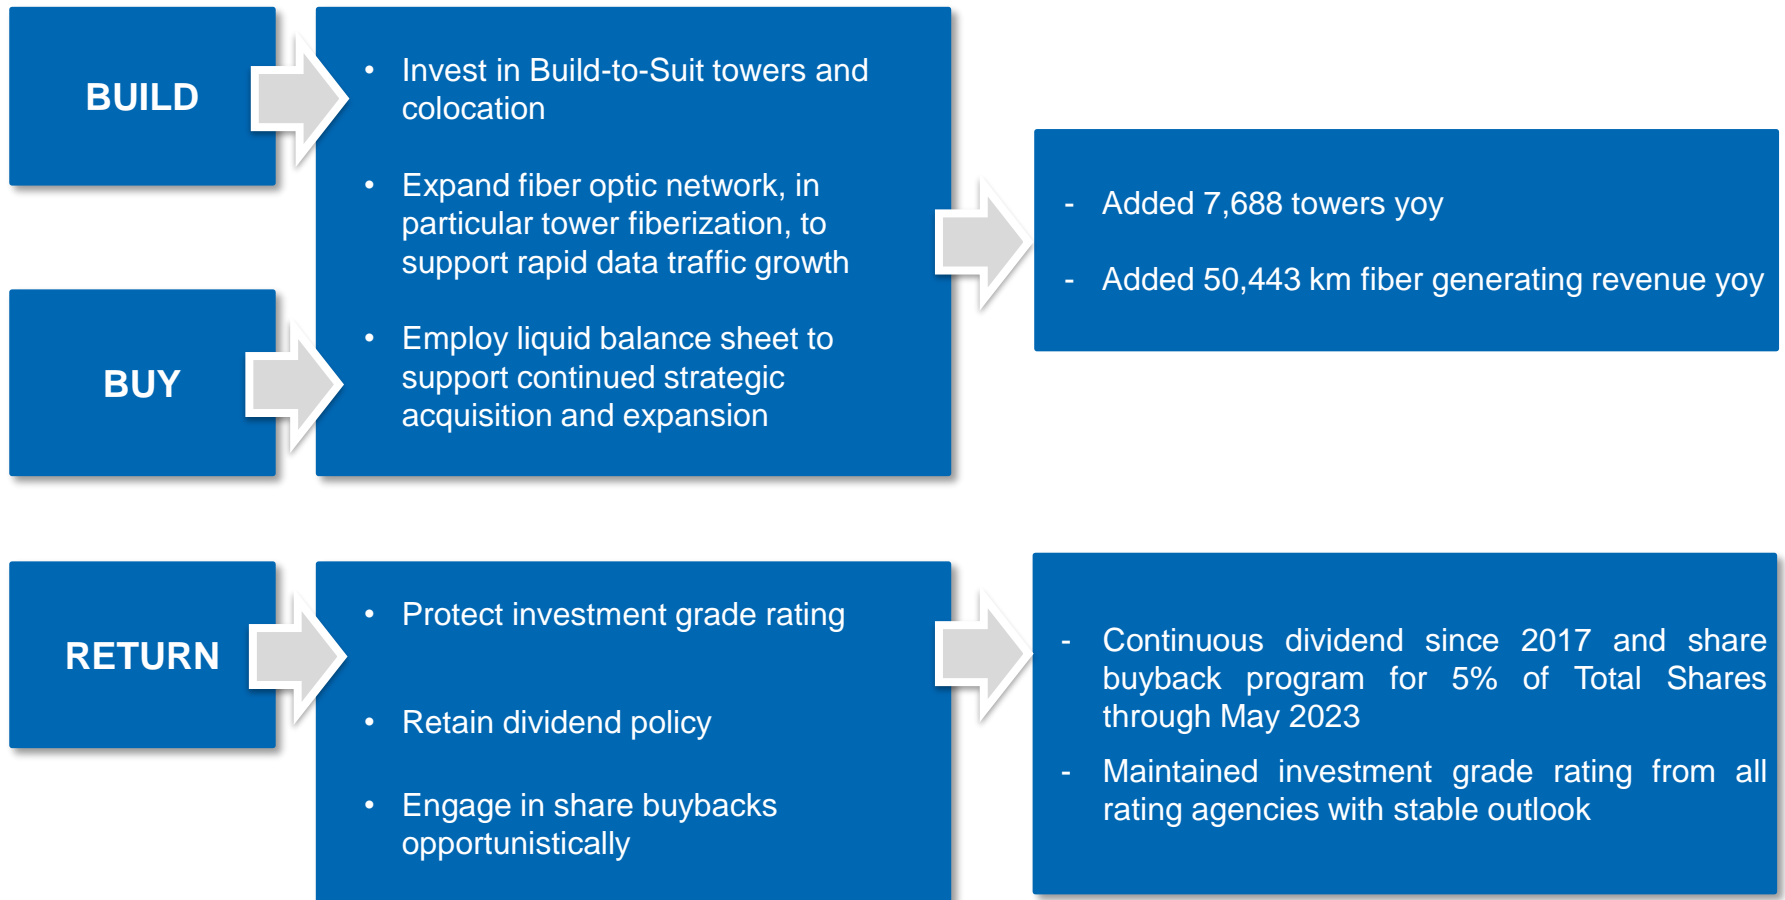 BUILD
• Invest in Build-to-Suit towers and
colocation
• Expand fiber optic network, in
particular tower fiberization, to
support rapid data traffic growth
BUY
• Employ liquid balance sheet to
support continued strategic
acquisition and expansion
- Added 7,688 towers yoy
- Added 50,443 km fiber generating revenue yoy
RETURN
• Protect investment grade rating
• Retain dividend policy
• Engage in share buybacks
opportunistically
- Continuous dividend since 2017 and share
buyback program for 5% of Total Shares
through May 2023
- Maintained investment grade rating from all
rating agencies with stable outlook